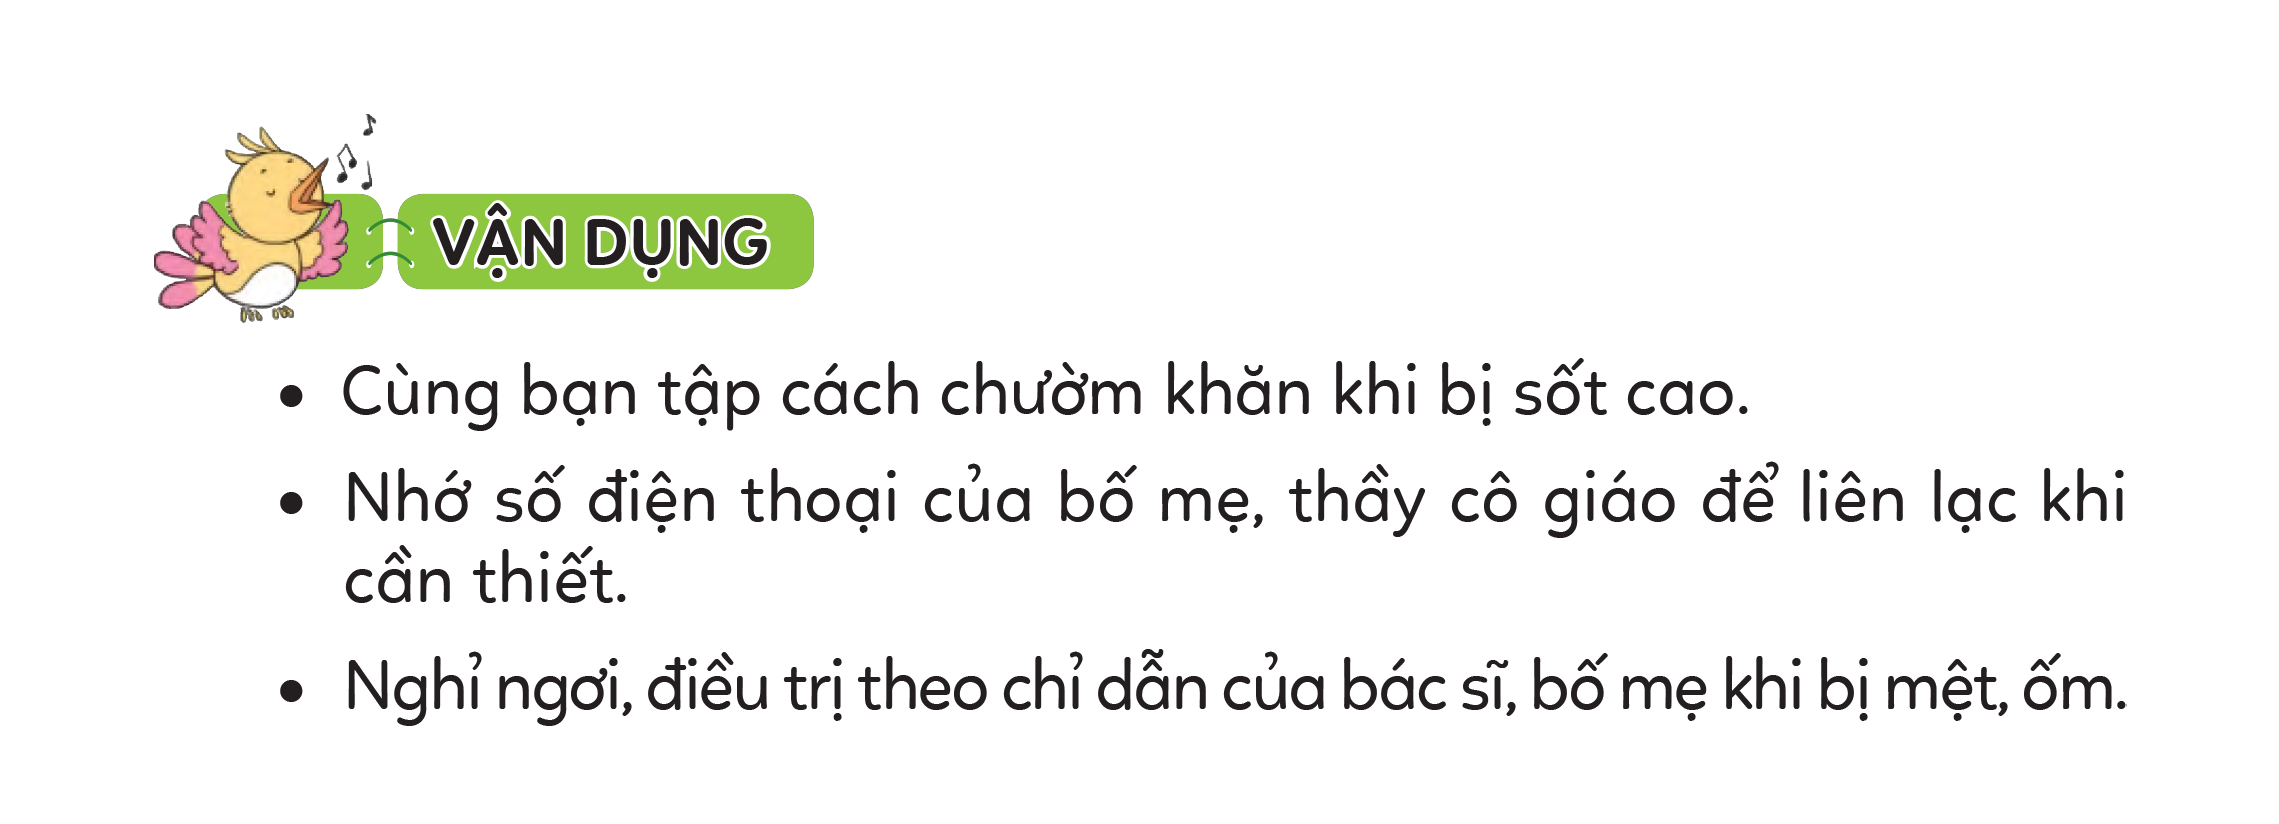 VẬN DỤNG
• Cùng bạn tập cách chườm khăn khi bị sốt cao.
• Nhớ số điện thoại của bố mẹ, thầy cô giáo để liên lạc khi
cần thiết.
• Nghỉ ngơi, điều trị theo chỉ dẫn của bác sĩ, bố mẹ khi bị mệt, ốm.